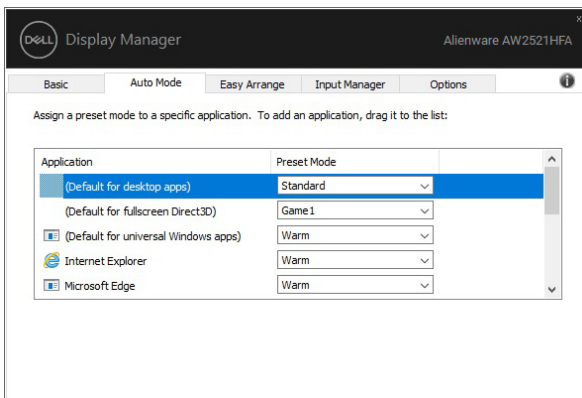 x
DELL Display Manager Alienware AW2521HFA
Basic Auto Mode Easy Arrange Input Manager Options i
Assign a preset mode to a specific application. To add an application, drag it to the list:
Application Preset Mode
(Default for desktop apps) Standard
(Default for fullscreen Direct3D) Game1
(Default for universal Windows apps) Warm
Internet Explorer Warm
Microsoft Edge Warm